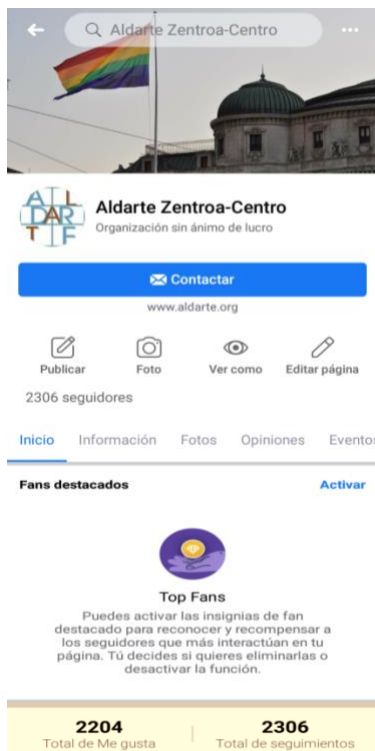 Aldarte Zentroa-Centro
A L
DAR
T F
Aldarte Zentroa-Centro
Organización sin ánimo de lucro
Contactar
www.aldarte.org
Publicar Foto Ver como Editar página
2306 seguidores
Inicio Información Fotos Opiniones Eventos
Fans destacados Activar
Top Fans
Puedes activar las insignias de fan
destacado para reconocer y recompensar a
los seguidores que más interactúan en tu
página. Tú decides si quieres eliminarlas o
desactivar la función.
2204 2306
Total de Me gusta Total de seguimientos